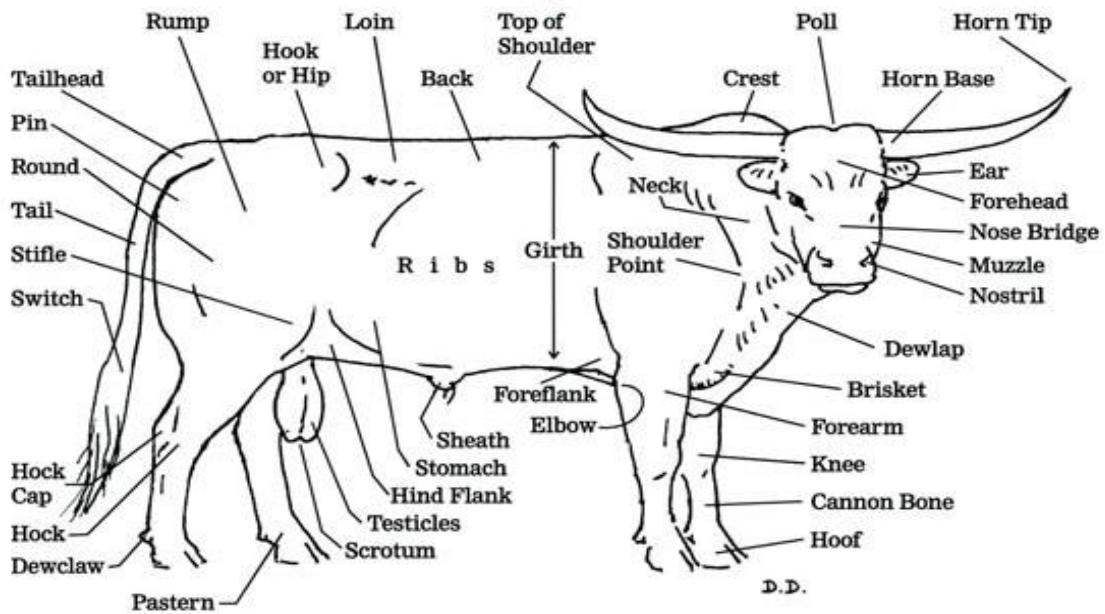 Rump
Loin
Top of
Shoulder
Poll
Horn Tip
Hook
or Hip
Tailhead
Back
Crest
Horn Base
Pin
Round
Ear
Neck
Forehead
Tail
Nose Bridge
Stifle
Shoulder
Point
Girth
Ribs
Muzzle
Switch
Nostril
Dewlap
Foreflank
Brisket
Elbow
Forearm
Sheath
Knee
Stomach
Hock
Cap
Hind Flank
Cannon Bone
Testicles
Hock
Hoof
Scrotum
Dewclaw
D.D.
Pastern